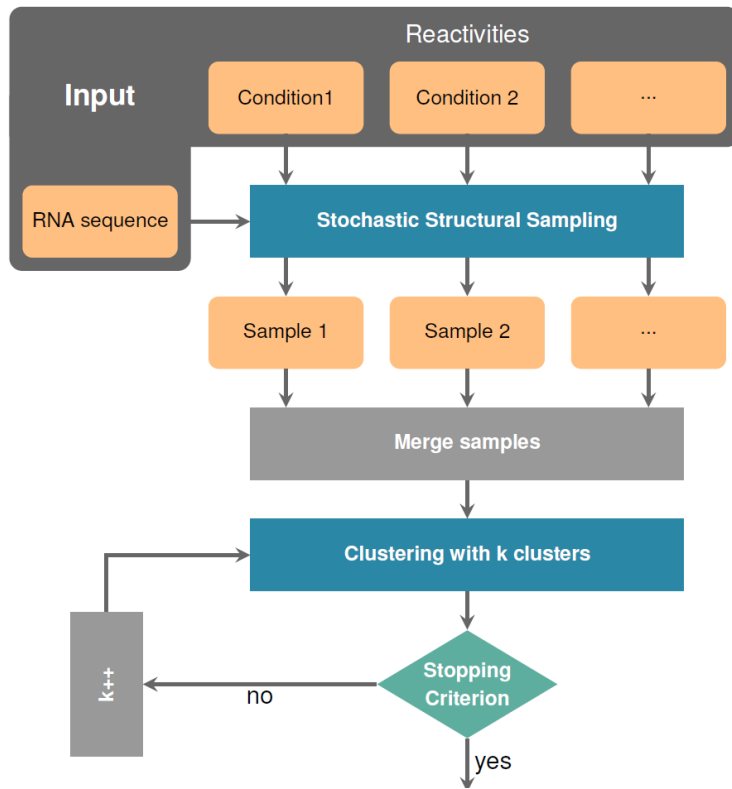 Reactivities
Input
Condition1
Condition 2
...
RNA sequence
Stochastic Structural Sampling
Sample 1
Sample 2
...
Merge samples
Clustering with k clusters
k++
Stopping
Criterion
no
yes